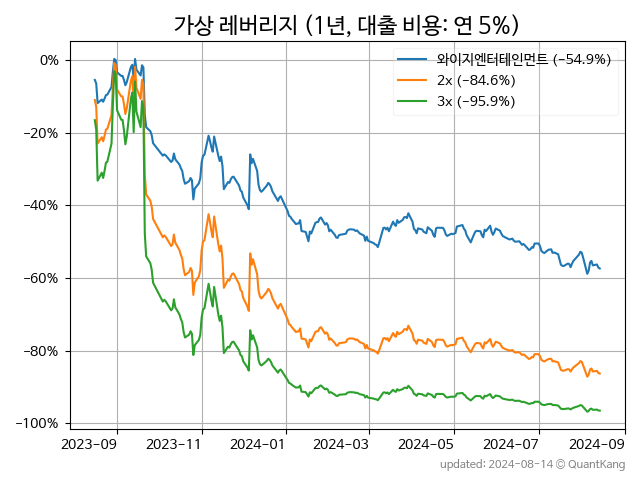 가상 레버리지 (1년, 대출 비용: 연 5%)
와이지엔터테인먼트 (−54.9%)
2x (−84.6%)
3x (−95.9%)
0%
−20%
−40%
−60%
−80%
−100%
2023-09 2023-11 2024-01 2024-03 2024-05 2024-07 2024-09
updated: 2024-08-14 © QuantKang